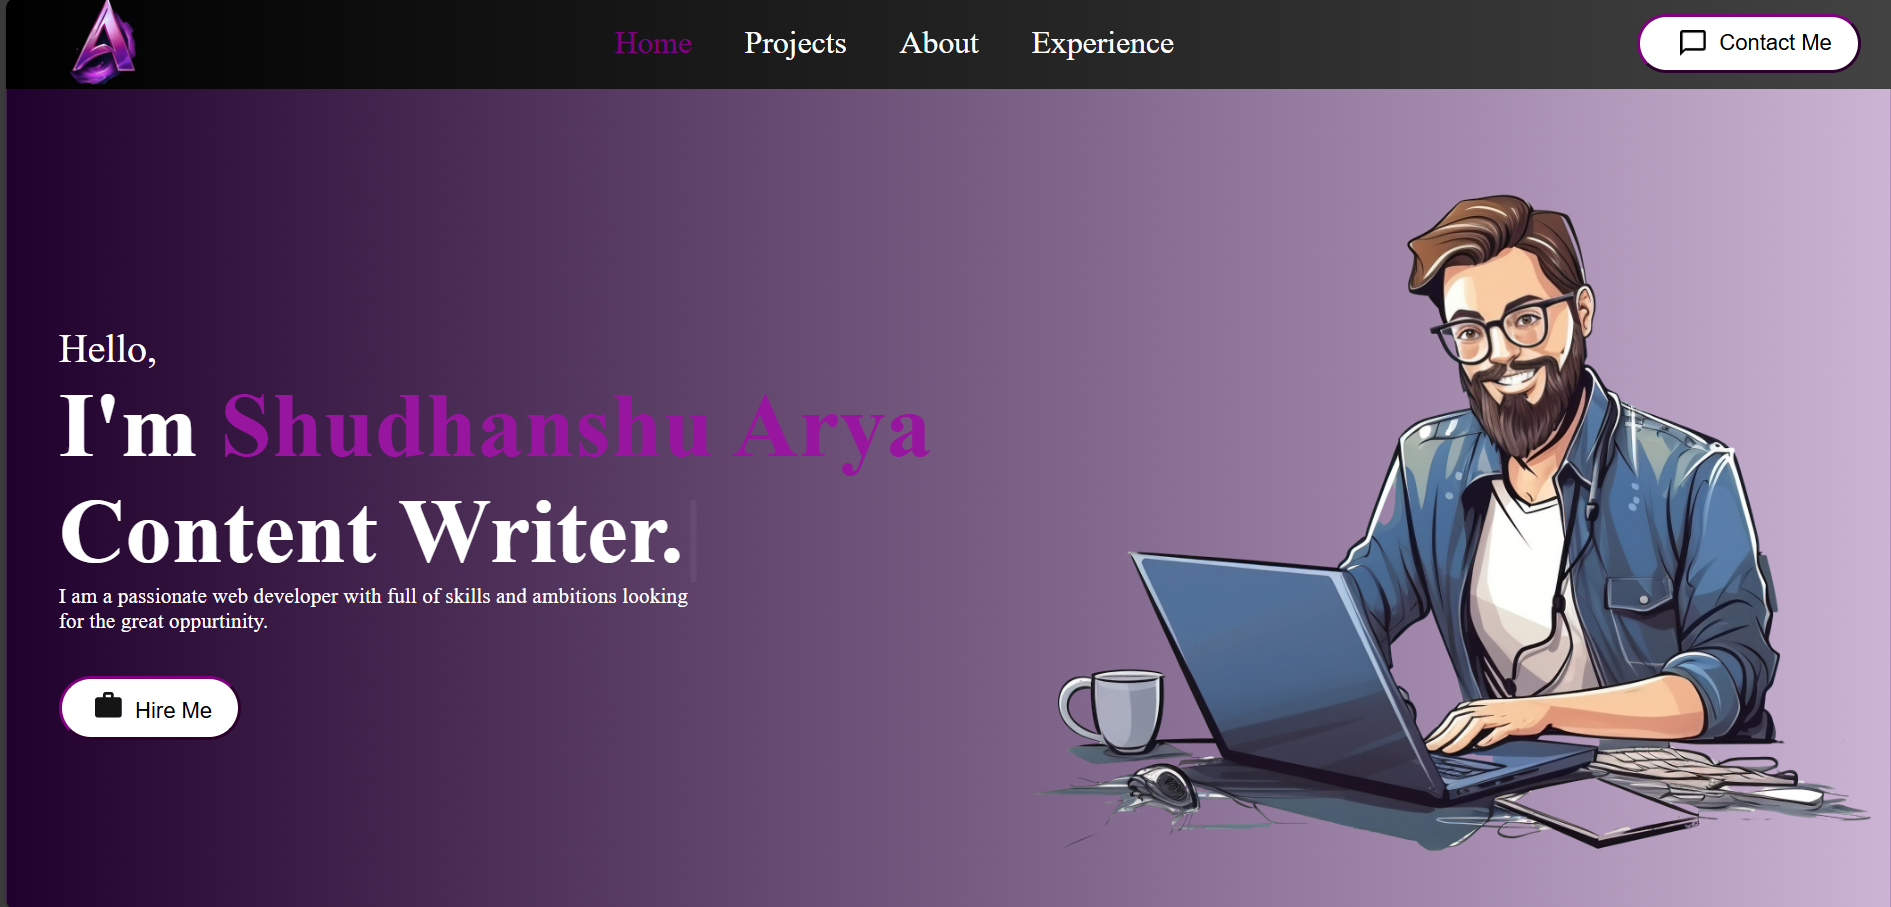 Home Projects About Experience Contact Me
Hello,
I'm Shudhanshu Arya
Content Writer.
I am a passionate web developer with full of skills and ambitions looking
for the great oppurtinity.
Hire Me